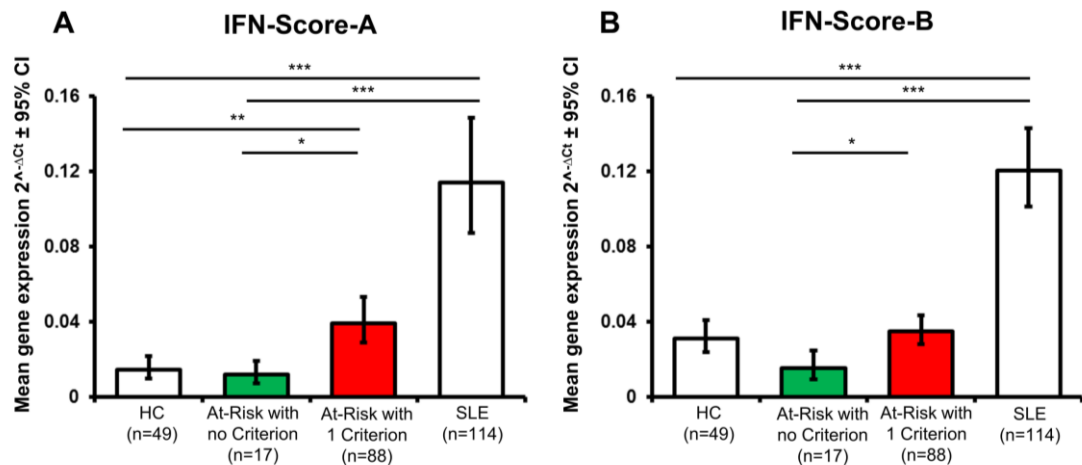 A
IFN-Score-A
Mean gene expression 2^-ΔCt ± 95% CI
***
***
**
*
0.16
0.12
0.08
0.04
0
HC
(n=49)
At-Risk with
no Criterion
(n=17)
At-Risk with
1 Criterion
(n=88)
SLE
(n=114)
B
IFN-Score-B
Mean gene expression 2^-ΔCt ± 95% CI
***
***
*
0.16
0.12
0.08
0.04
0
HC
(n=49)
At-Risk with
no Criterion
(n=17)
At-Risk with
1 Criterion
(n=88)
SLE
(n=114)